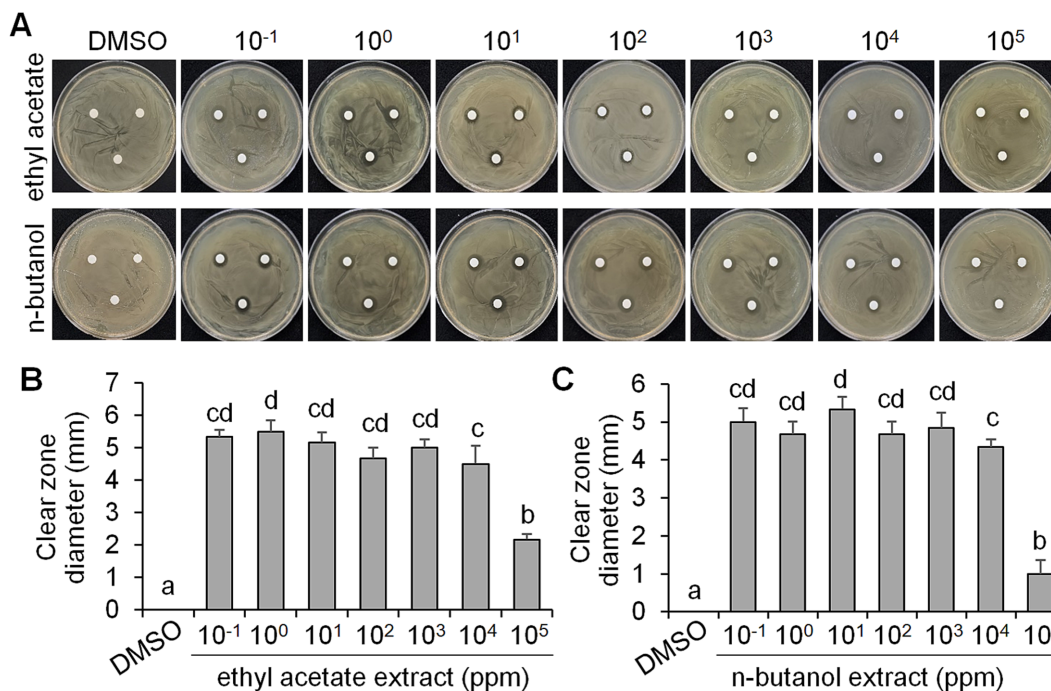 A
DMSO 10⁻¹ 10⁰ 10¹ 10² 10³ 10⁴ 10⁵
ethyl acetate
n-butanol
B
Clear zone
diameter (mm)
7
6
5
4
3
2
1
0
a cd d cd cd cd c b
DMSO 10⁻¹ 10⁰ 10¹ 10² 10³ 10⁴ 10⁵
ethyl acetate extract (ppm)
C
Clear zone
diameter (mm)
6
5
4
3
2
1
0
a cd cd d cd cd c b
DMSO 10⁻¹ 10⁰ 10¹ 10² 10³ 10⁴ 10
n-butanol extract (ppm)